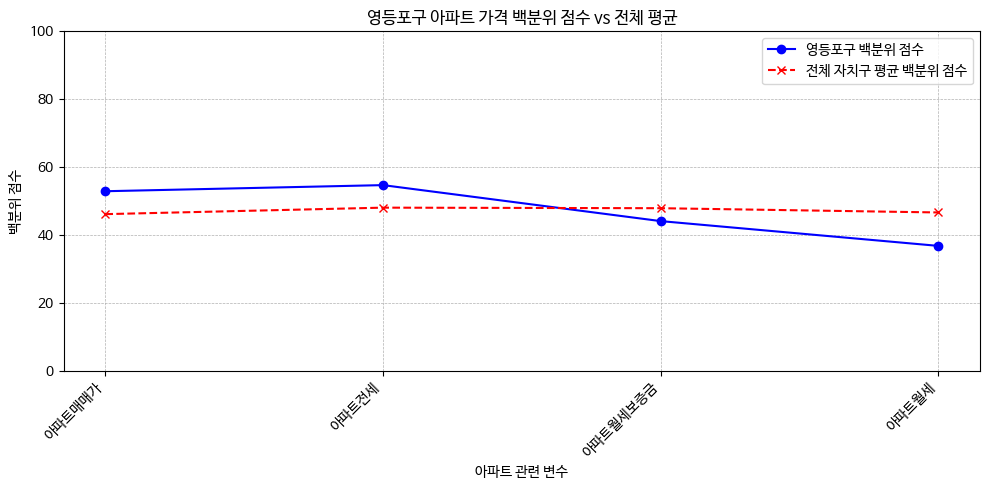 영등포구 아파트 가격 백분위 점수 vs 전체 평균
영등포구 백분위 점수
전체 자치구 평균 백분위 점수
백분위 점수
100
80
60
40
20
0
아파트매매가
아파트전세
아파트월세보증금
아파트월세
아파트 관련 변수